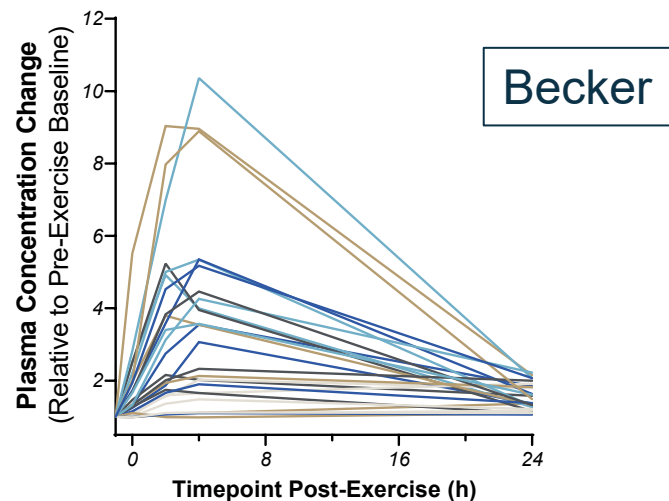 12
10
8
6
4
2
Plasma Concentration Change
(Relative to Pre-Exercise Baseline)
Becker
0 8 16 24
Timepoint Post-Exercise (h)